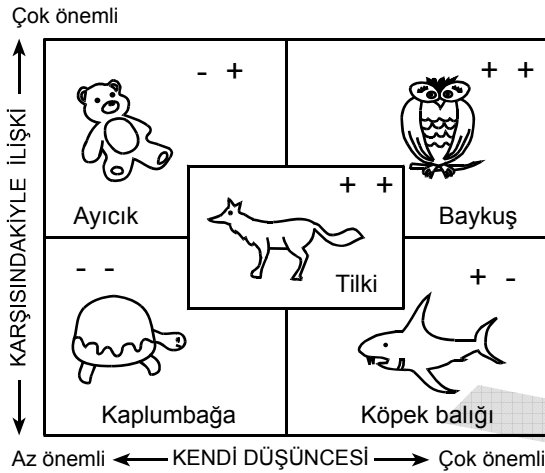 Çok önemli
- +
+ +
Ayıcık
Baykuş
+ +
Tilki
KARŞISINDAKİYLE İLİŞKİ
- -
+ -
Kaplumbağa
Köpek balığı
Az önemli
KENDİ DÜŞÜNCESİ
Çok önemli